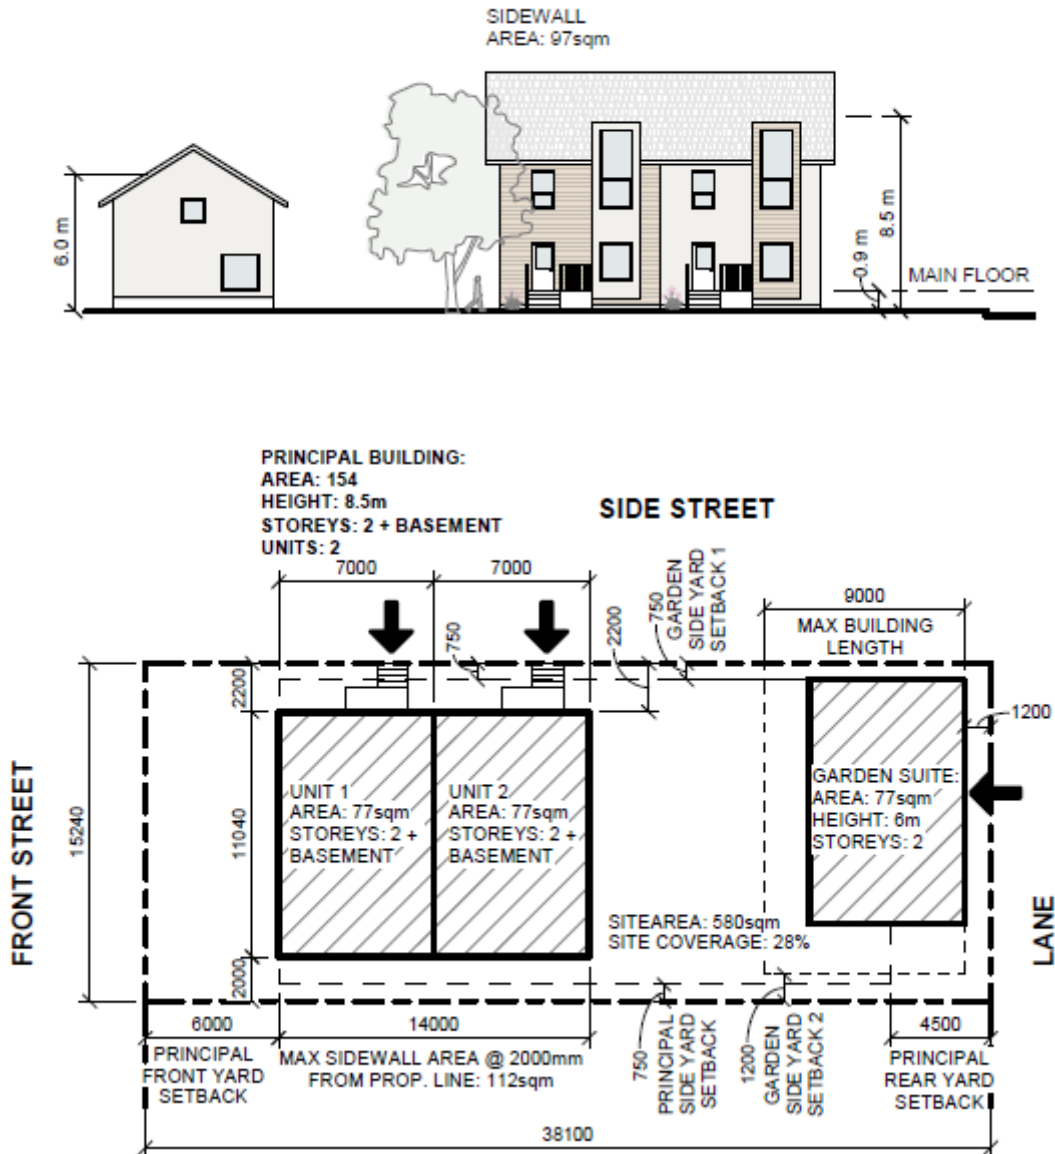 SIDEWALL
AREA: 97sqm
6.0 m
8.5 m
0.9 m
MAIN FLOOR
PRINCIPAL BUILDING:
AREA: 154
HEIGHT: 8.5m
STOREYS: 2 + BASEMENT
UNITS: 2
SIDE STREET
7000
7000
750
2200
750
GARDEN
SIDE YARD
SETBACK 1
9000
MAX BUILDING
LENGTH
1200
FRONT STREET
15240
2200
11040
2000
UNIT 1
AREA: 77sqm
STOREYS: 2 +
BASEMENT
UNIT 2
AREA: 77sqm
STOREYS: 2 +
BASEMENT
GARDEN SUITE:
AREA: 77sqm
HEIGHT: 6m
STOREYS: 2
SITEAREA: 580sqm
SITE COVERAGE: 28%
LANE
6000
PRINCIPAL
FRONT YARD
SETBACK
14000
MAX SIDEWALL AREA @ 2000mm
FROM PROP. LINE: 112sqm
750
PRINCIPAL
SIDE YARD
SETBACK
1200
GARDEN
SIDE YARD
SETBACK 2
4500
PRINCIPAL
REAR YARD
SETBACK
38100